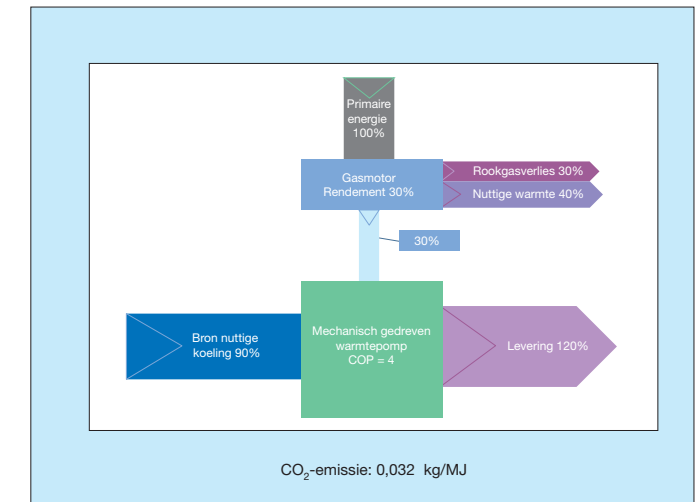 Primaire
energie
100%
Gasmotor
Rendement 30%
Rookgasverlies 30%
Nuttige warmte 40%
30%
Bron nuttige
koeling 90%
Mechanisch gedreven
warmtepomp
COP = 4
Levering 120%
CO₂-emissie: 0,032 kg/MJ